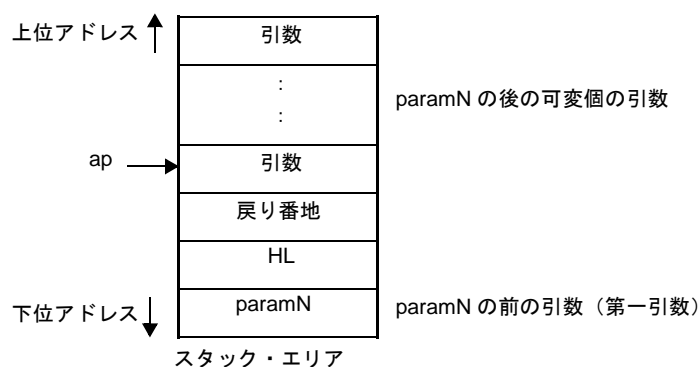 上位アドレス
引数
:
:
paramN の後の可変個の引数
ap
引数
戻り番地
HL
下位アドレス
paramN
paramN の前の引数（第一引数）
スタック・エリア